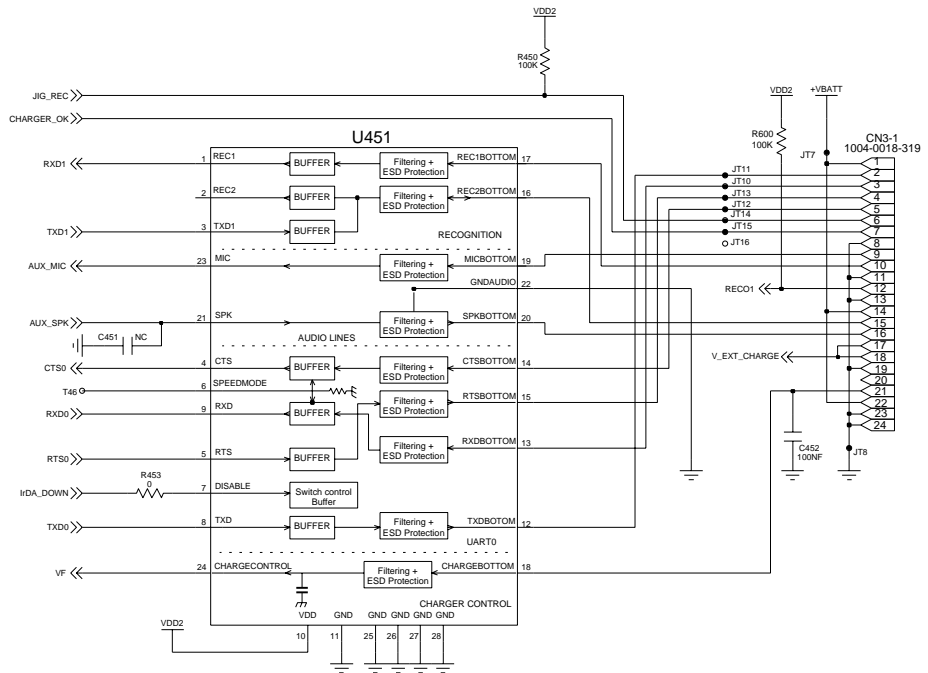 VDD2
R450
100K
JIG_REC
CHARGER_OK
VDD2
+VBATT
R600
100K
JT7
CN3-1
1004-0018-319
U451
RXD1
1
REC1
BUFFER
Filtering +
ESD Protection
REC1BOTTOM
17
2
REC2
BUFFER
Filtering +
ESD Protection
REC2BOTTOM
16
TXD1
3
TXD1
BUFFER
RECOGNITION
AUX_MIC
23
MIC
Filtering +
ESD Protection
MICBOTTOM
19
GNDAUDIO
22
AUX_SPK
21
SPK
Filtering +
ESD Protection
SPKBOTTOM
20
C451
NC
AUDIO LINES
CTS0
4
CTS
BUFFER
Filtering +
ESD Protection
CTSBOTTOM
14
T46
6
SPEEDMODE
RXD0
9
RXD
BUFFER
Filtering +
ESD Protection
RTSBOTTOM
15
RTS0
5
RTS
BUFFER
Filtering +
ESD Protection
RXDBOTTOM
13
IrDA_DOWN
R453
0
7
DISABLE
Switch control
Buffer
TXD0
8
TXD
BUFFER
Filtering +
ESD Protection
TXDBOTOM
12
UART0
VF
24
CHARGECONTROL
Filtering +
ESD Protection
CHARGEBOTTOM
18
CHARGER CONTROL
VDD
GND
GND
GND
GND
GND
10
11
25
26
27
28
VDD2
JT11
JT10
JT13
JT12
JT14
JT15
JT16
RECO1
V_EXT_CHARGE
C452
100NF
JT8
1
2
3
4
5
6
7
8
9
10
11
12
13
14
15
16
17
18
19
20
21
22
23
24